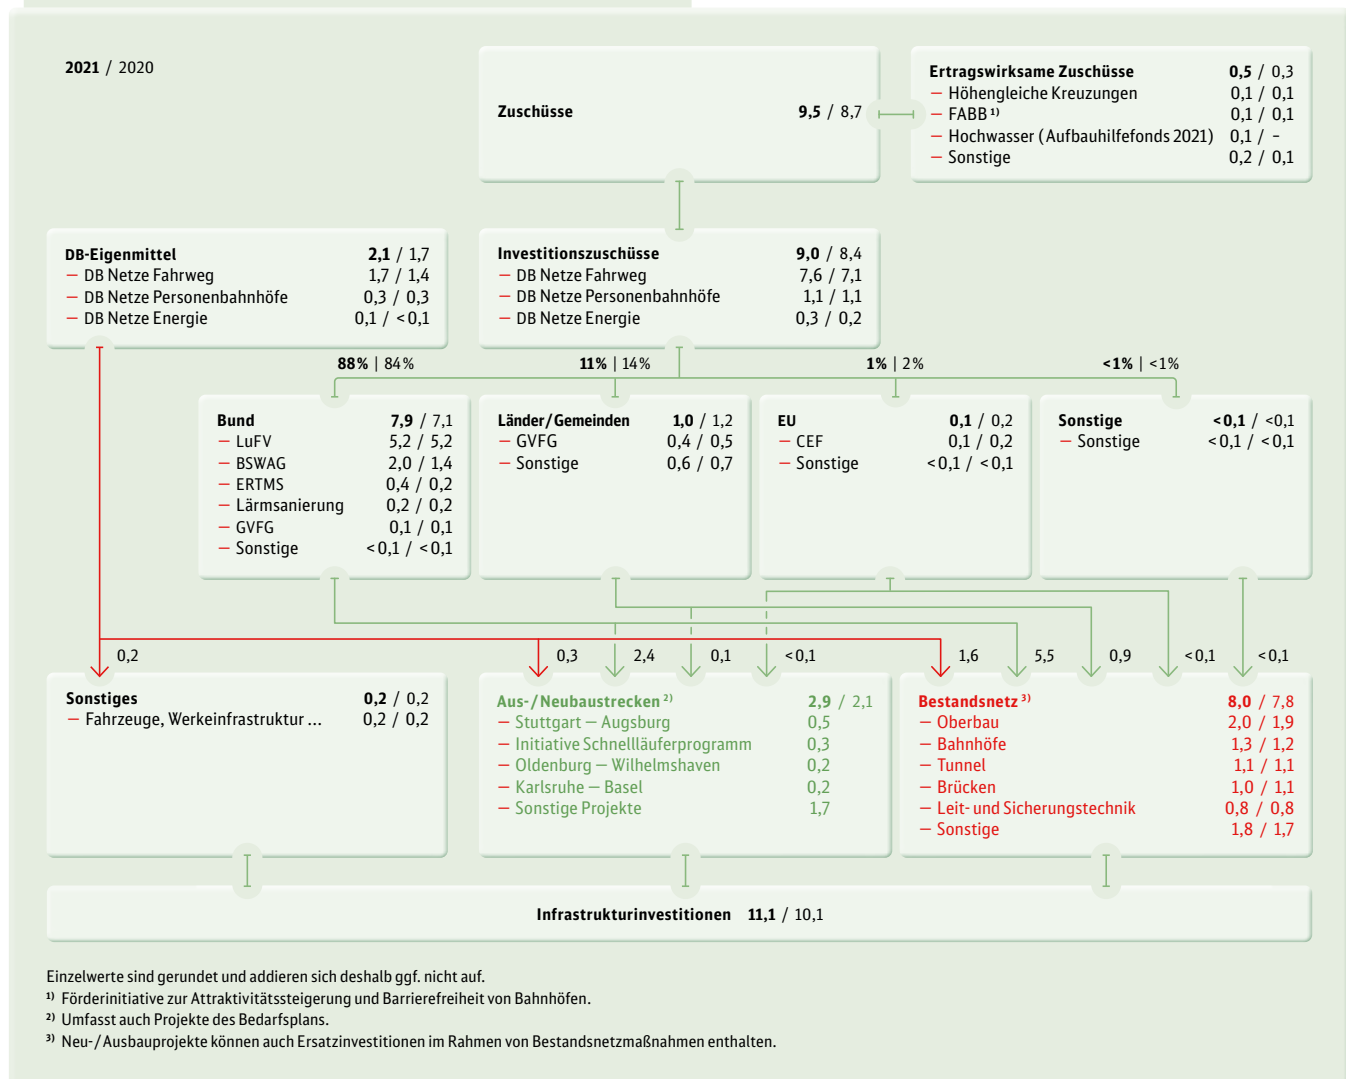 2021 / 2020
Zuschüsse 9,5 / 8,7
Ertragswirksame Zuschüsse 0,5 / 0,3
– Höhengleiche Kreuzungen 0,1 / 0,1
– FABB 1) 0,1 / 0,1
– Hochwasser (Aufbauhilfefonds 2021) 0,1 / -
– Sonstige 0,2 / 0,1
DB-Eigenmittel 2,1 / 1,7
– DB Netze Fahrweg 1,7 / 1,4
– DB Netze Personenbahnhöfe 0,3 / 0,3
– DB Netze Energie 0,1 / <0,1
Investitionszuschüsse 9,0 / 8,4
– DB Netze Fahrweg 7,6 / 7,1
– DB Netze Personenbahnhöfe 1,1 / 1,1
– DB Netze Energie 0,3 / 0,2
88% | 84% 11% | 14% 1% | 2% <1% | <1%
Bund 7,9 / 7,1
– LuFV 5,2 / 5,2
– BSWAG 2,0 / 1,4
– ERTMS 0,4 / 0,2
– Lärmsanierung 0,2 / 0,2
– GVFG 0,1 / 0,1
– Sonstige <0,1 / <0,1
Länder/Gemeinden 1,0 / 1,2
– GVFG 0,4 / 0,5
– Sonstige 0,6 / 0,7
EU 0,1 / 0,2
– CEF 0,1 / 0,2
– Sonstige <0,1 / <0,1
Sonstige <0,1 / <0,1
– Sonstige <0,1 / <0,1
0,2 0,3 2,4 0,1 <0,1 1,6 5,5 0,9 <0,1 <0,1
Sonstiges 0,2 / 0,2
– Fahrzeuge, Werkeinfrastruktur ... 0,2 / 0,2
Aus-/Neubaustrecken 2) 2,9 / 2,1
– Stuttgart – Augsburg 0,5
– Initiative Schnellläuferprogramm 0,3
– Oldenburg – Wilhelmshaven 0,2
– Karlsruhe – Basel 0,2
– Sonstige Projekte 1,7
Bestandsnetz 3) 8,0 / 7,8
– Oberbau 2,0 / 1,9
– Bahnhöfe 1,3 / 1,2
– Tunnel 1,1 / 1,1
– Brücken 1,0 / 1,1
– Leit- und Sicherungstechnik 0,8 / 0,8
– Sonstige 1,8 / 1,7
Infrastrukturinvestitionen 11,1 / 10,1
Einzelwerte sind gerundet und addieren sich deshalb ggf. nicht auf.
1) Förderinitiative zur Attraktivitätssteigerung und Barrierefreiheit von Bahnhöfen.
2) Umfasst auch Projekte des Bedarfsplans.
3) Neu-/Ausbauprojekte können auch Ersatzinvestitionen im Rahmen von Bestandsnetzmaßnahmen enthalten.